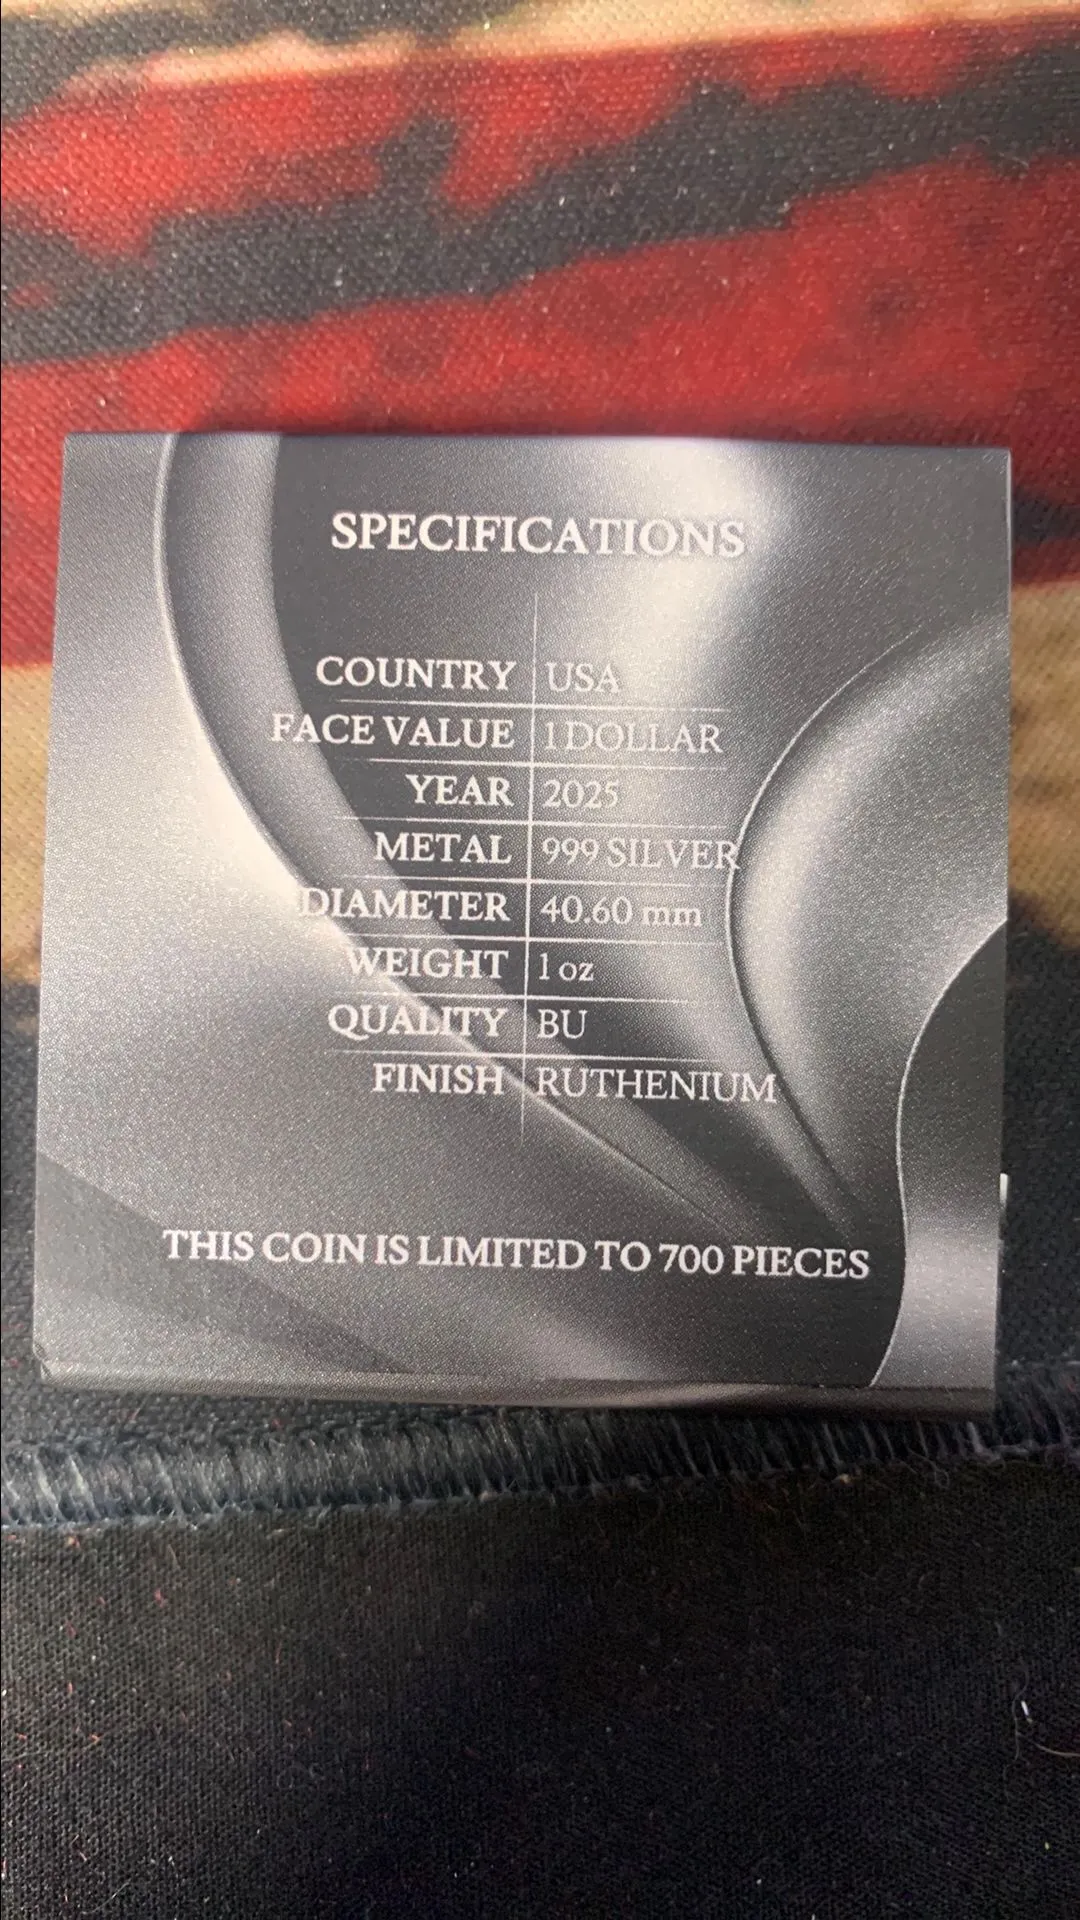 SPECIFICATIONS
COUNTRY USA
FACE VALUE 1 DOLLAR
YEAR 2025
METAL 999 SILVER
DIAMETER 40.60 mm
WEIGHT 1 oz
QUALITY BU
FINISH RUTHENIUM
THIS COIN IS LIMITED TO 700 PIECES